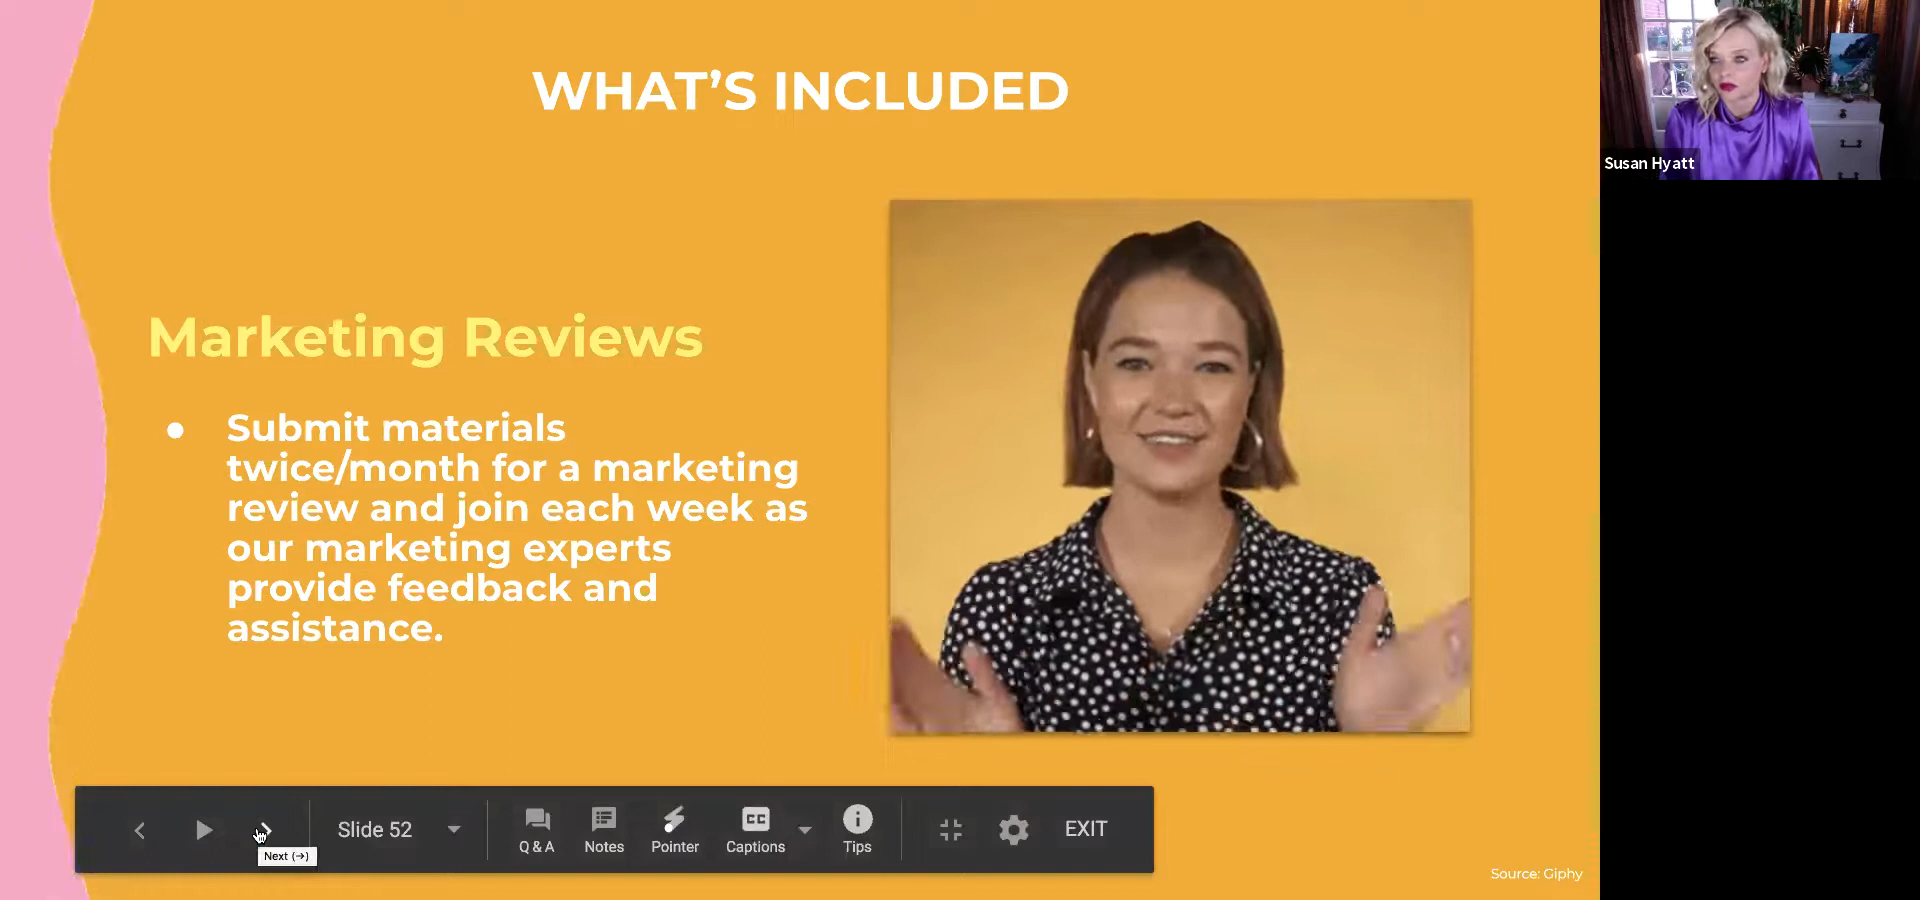 WHAT'S INCLUDED
Susan Hyatt
Marketing Reviews
● Submit materials
twice/month for a marketing
review and join each week as
our marketing experts
provide feedback and
assistance.
Slide 52
Q & A
Notes
Pointer
CC
Captions
Tips
EXIT
Next (→)
Source: Giphy